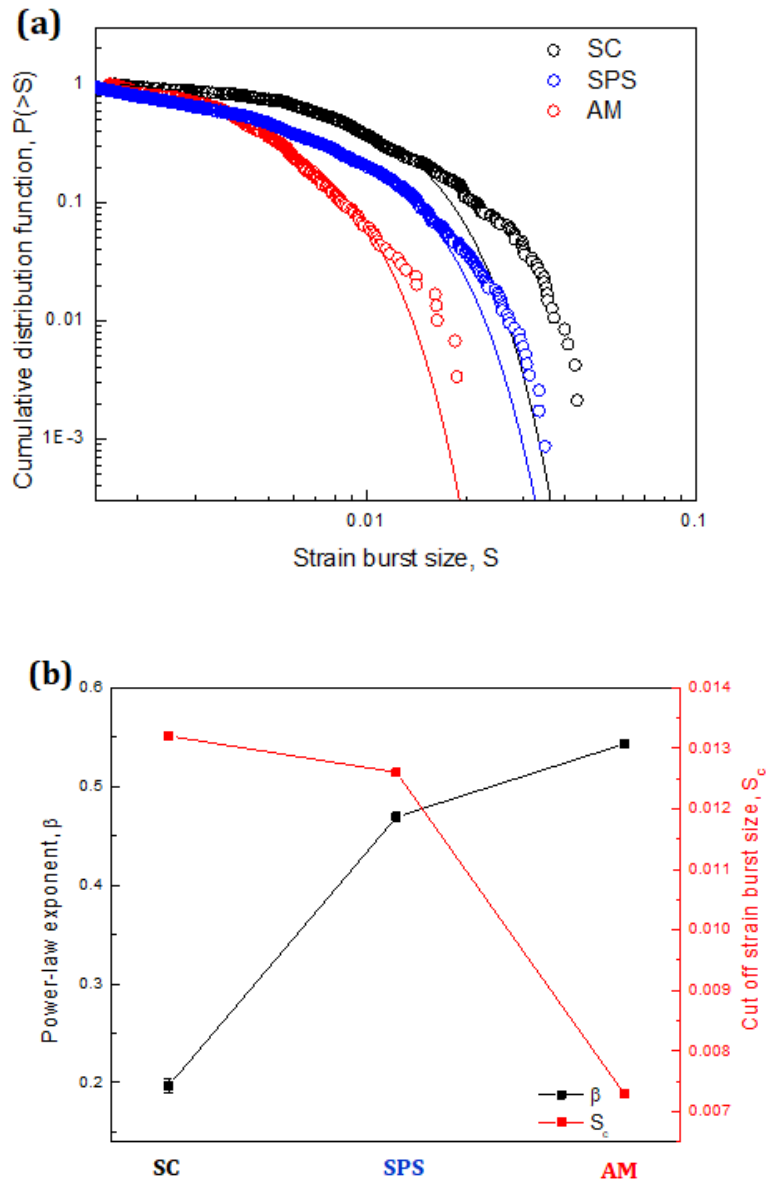 (a)
SC
SPS
AM
Cumulative distribution function, P(>S)
1
0.1
0.01
1E-3
0.01
0.1
Strain burst size, S
(b)
0.6
0.5
0.4
0.3
0.2
Power-law exponent, β
0.014
0.013
0.012
0.011
0.010
0.009
0.008
0.007
Cut off strain burst size, Sc
β
Sc
SC
SPS
AM